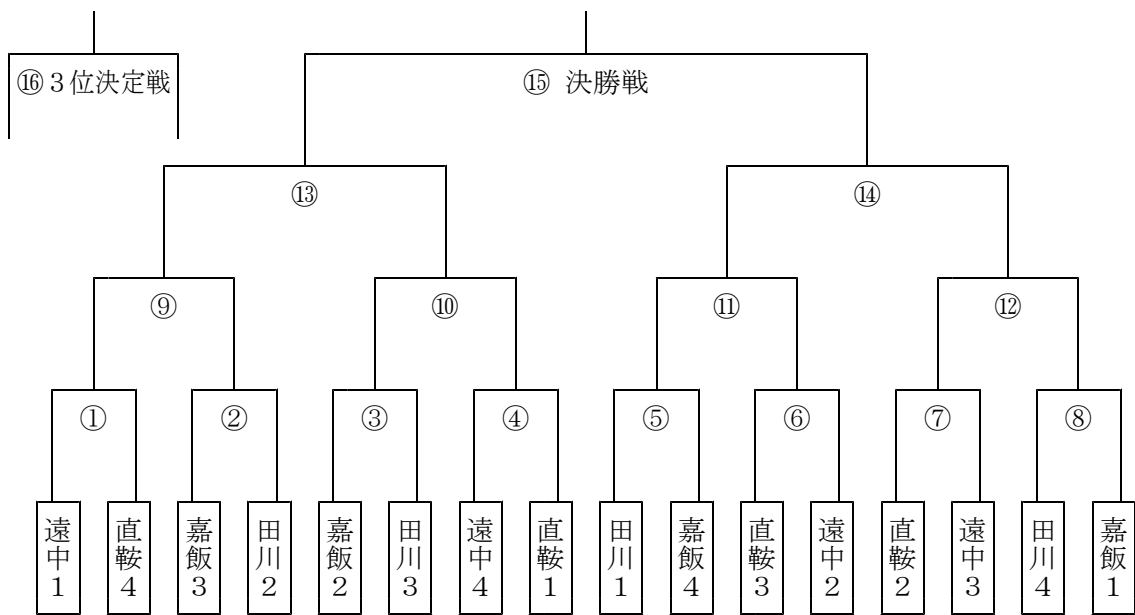 ⑯３位決定戦
⑮ 決勝戦
⑬
⑭
⑨
⑩
⑪
⑫
①
②
③
④
⑤
⑥
⑦
⑧
遠中１
直鞍４
嘉飯３
田川２
嘉飯２
田川３
遠中４
直鞍１
田川１
嘉飯４
直鞍３
遠中２
直鞍２
遠中３
田川４
嘉飯１